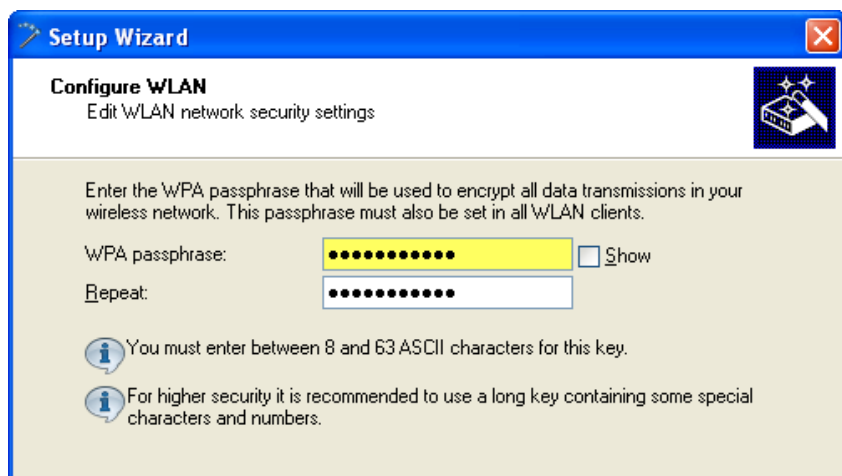 Setup Wizard
Configure WLAN
Edit WLAN network security settings
Enter the WPA passphrase that will be used to encrypt all data transmissions in your
wireless network. This passphrase must also be set in all WLAN clients.
WPA passphrase: ●●●●●●●●●●● Show
Repeat: ●●●●●●●●●●●
You must enter between 8 and 63 ASCII characters for this key.
For higher security it is recommended to use a long key containing some special
characters and numbers.